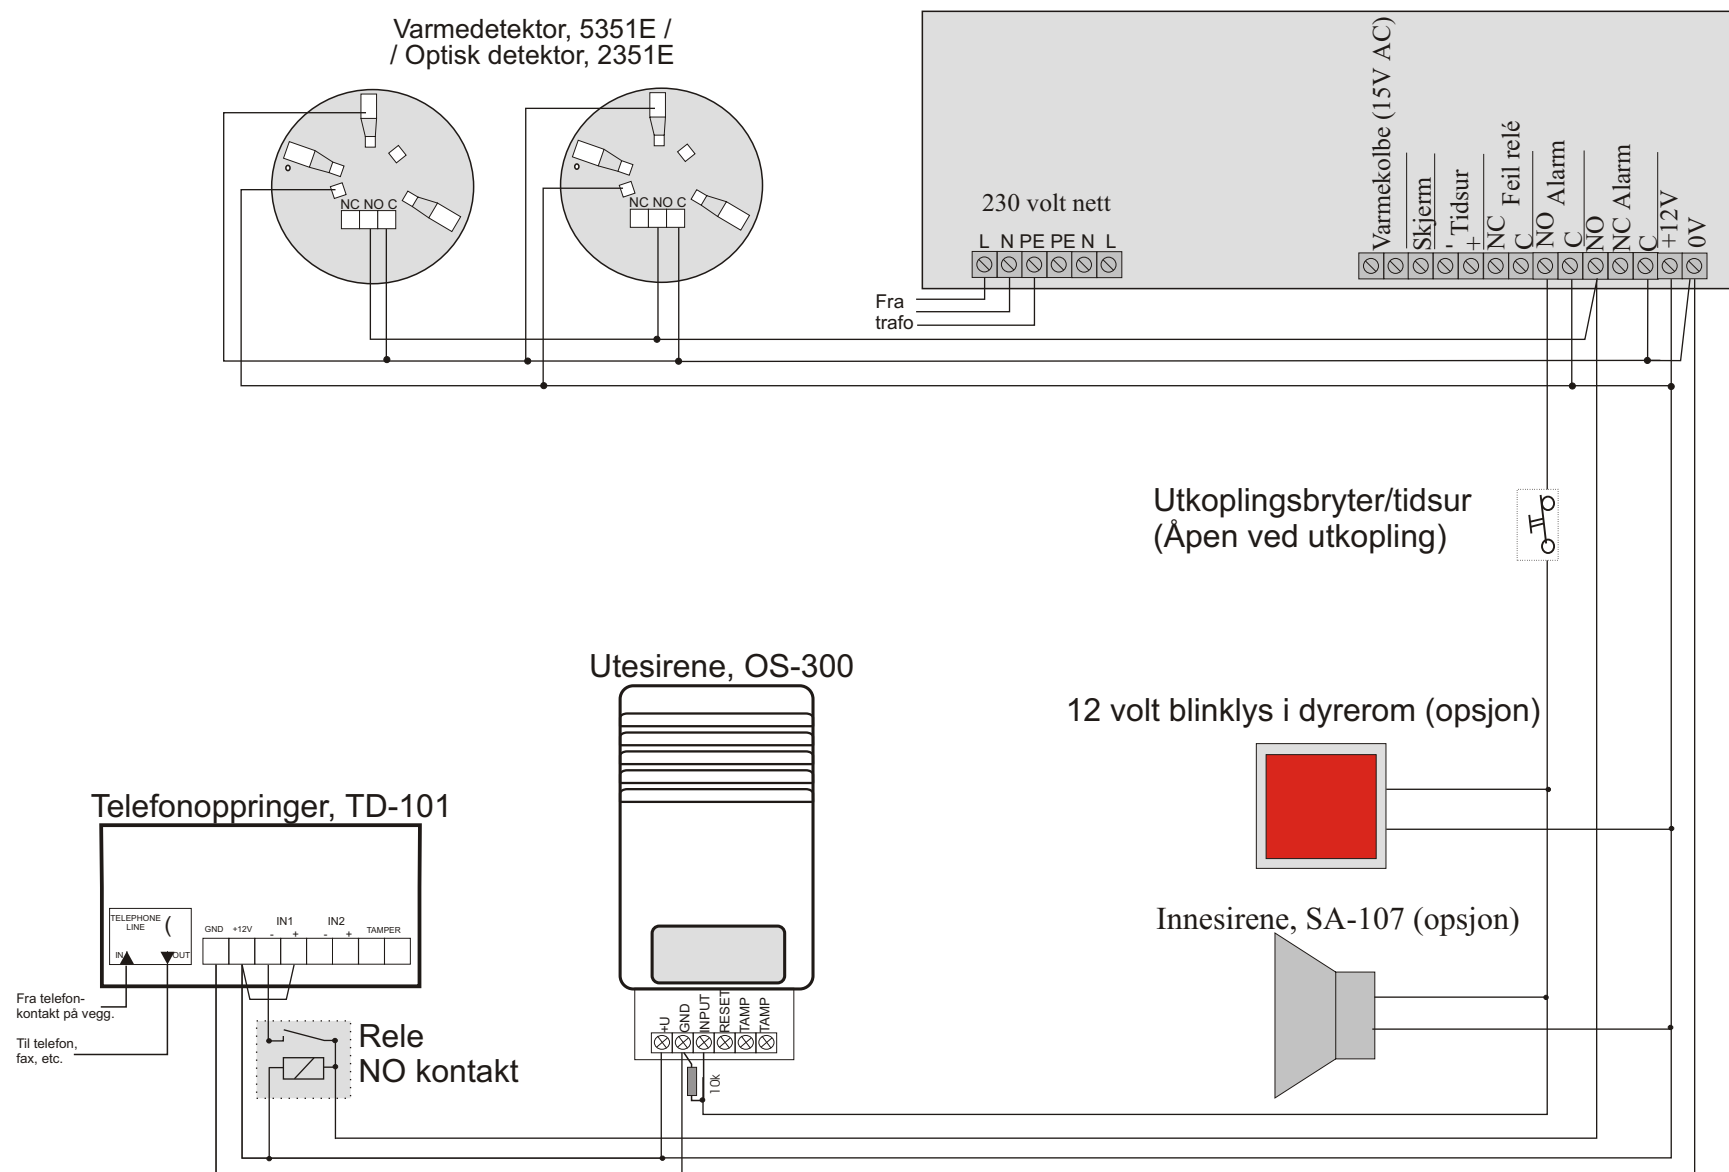 Varmedetektor, 5351E /
/ Optisk detektor, 2351E
NC NO C
NC NO C
230 volt nett
L N PE PE N L
Fra
trafo
Varmekolbe (15V AC)
Skjerm
- Tidsur
+
NC Feil relé
C
NO Alarm
C
NO
NC Alarm
C
+12V
0V
Utkoplingsbryter/tidsur
(Åpen ved utkopling)
Utesirene, OS-300
12 volt blinklys i dyrerom (opsjon)
Telefonoppringer, TD-101
TELEPHONE
LINE (
IN OUT
GND +12V IN1 IN2 TAMPER
- + - +
Innesirene, SA-107 (opsjon)
Fra telefon-
kontakt på vegg.
Til telefon,
fax, etc.
Rele
NO kontakt
+U
GND
INPUT
RESET
TAMP
TAMP
10k